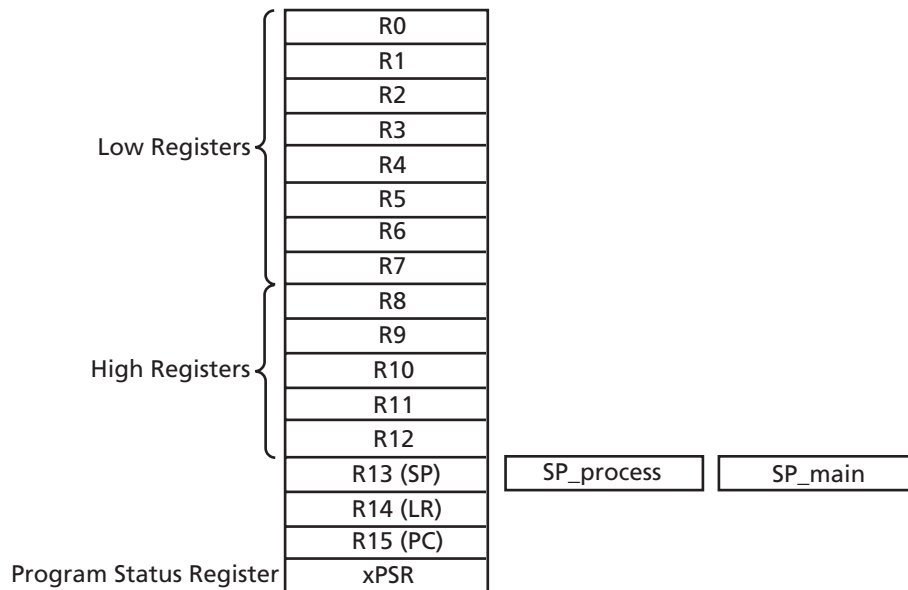 R0
R1
R2
R3
Low Registers
R4
R5
R6
R7
R8
R9
High Registers
R10
R11
R12
R13 (SP)
SP_process
SP_main
R14 (LR)
R15 (PC)
Program Status Register
xPSR